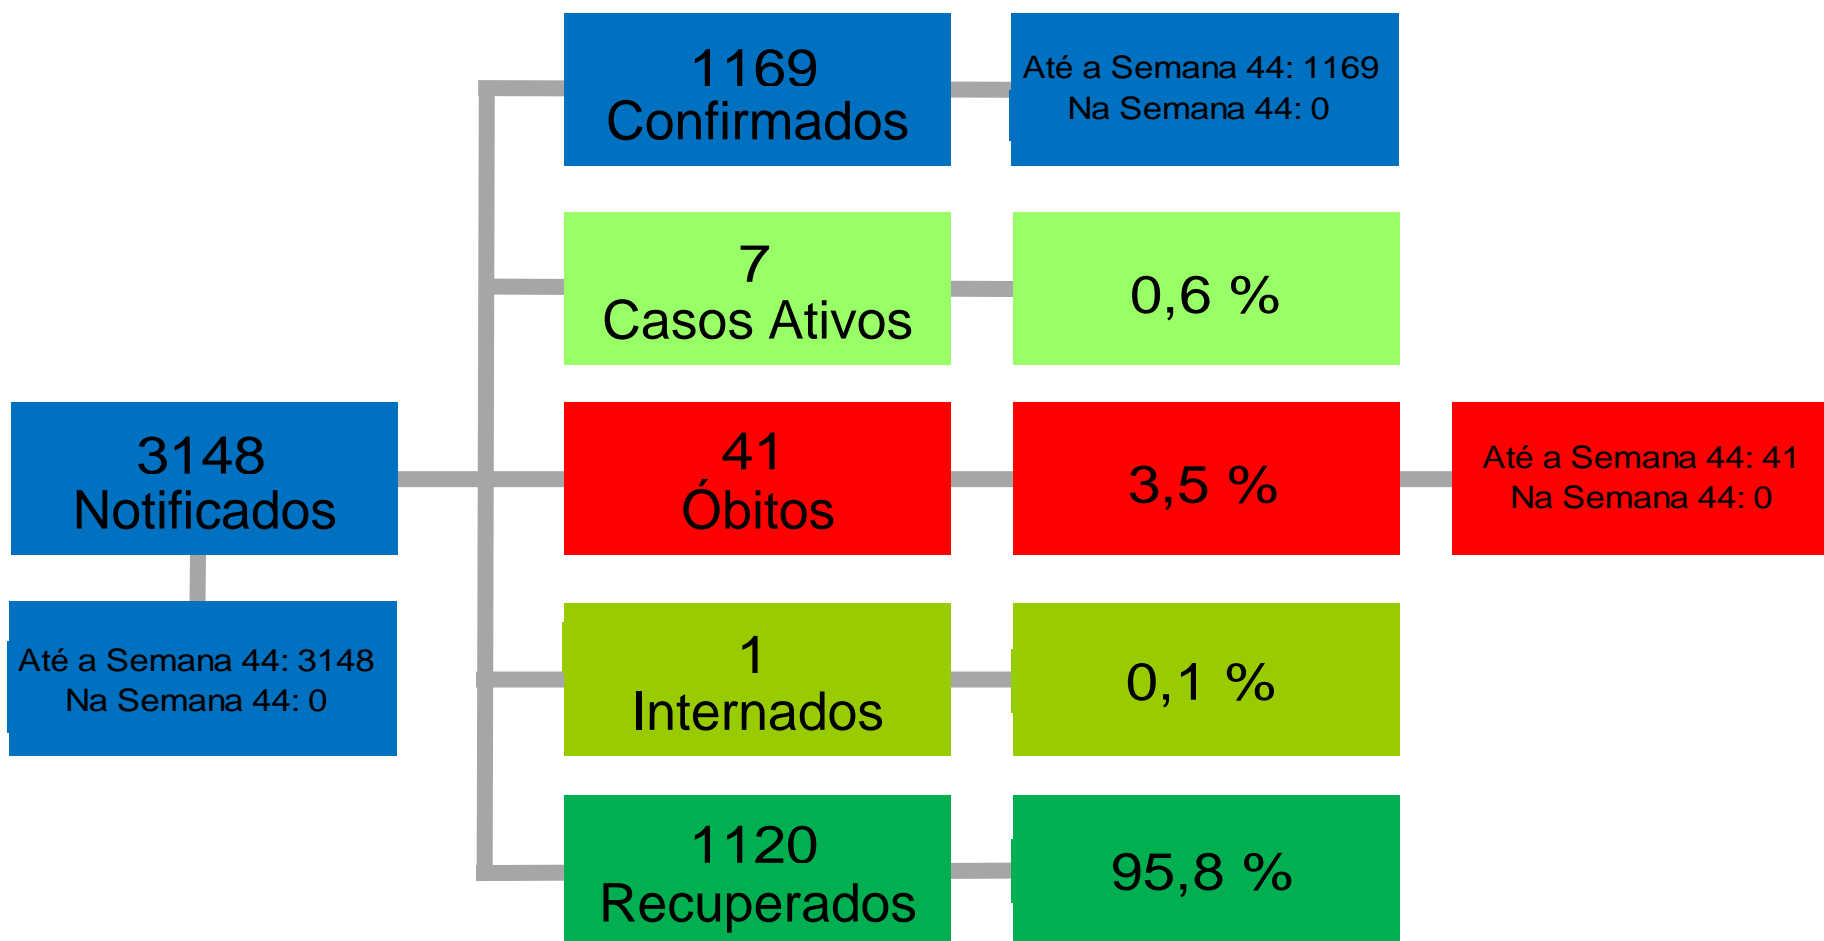 3148
Notificados
Até a Semana 44: 3148
Na Semana 44: 0
1169
Confirmados
Até a Semana 44: 1169
Na Semana 44: 0
7
Casos Ativos
0,6 %
41
Óbitos
3,5 %
Até a Semana 44: 41
Na Semana 44: 0
1
Internados
0,1 %
1120
Recuperados
95,8 %